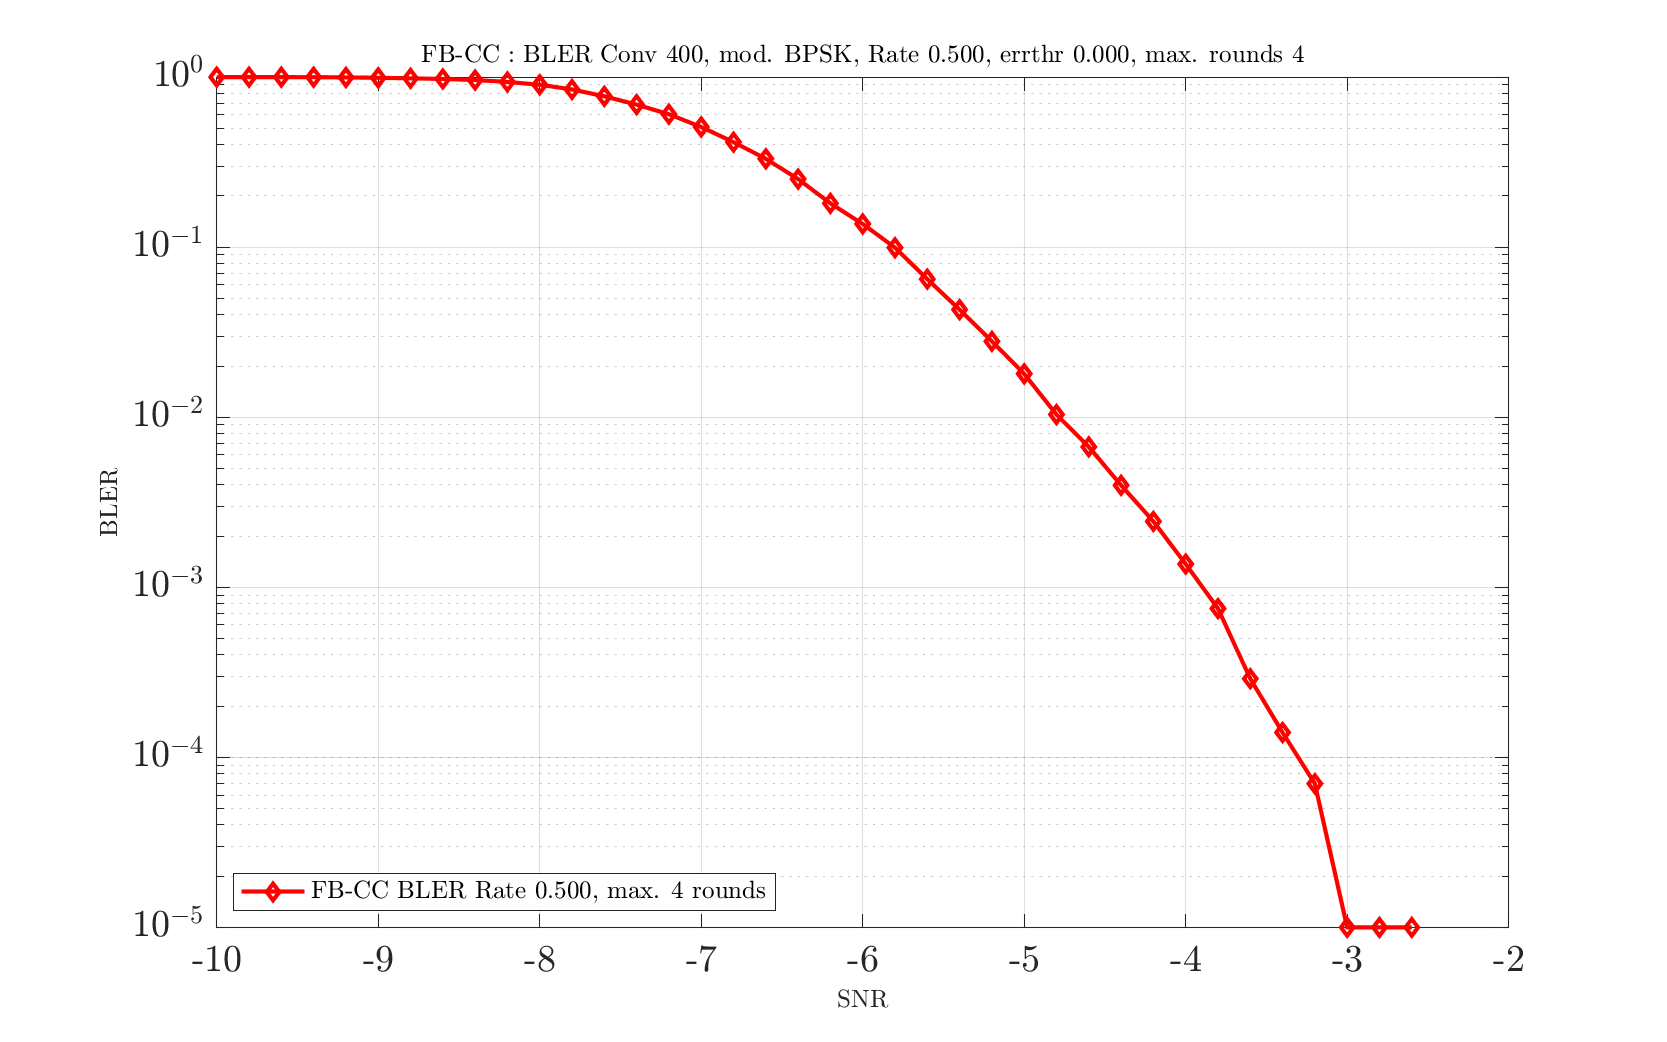 FB-CC : BLER Conv 400, mod. BPSK, Rate 0.500, errthr 0.000, max. rounds 4
10^0
10^-1
10^-2
10^-3
10^-4
10^-5
BLER
FB-CC BLER Rate 0.500, max. 4 rounds
-10 -9 -8 -7 -6 -5 -4 -3 -2
SNR